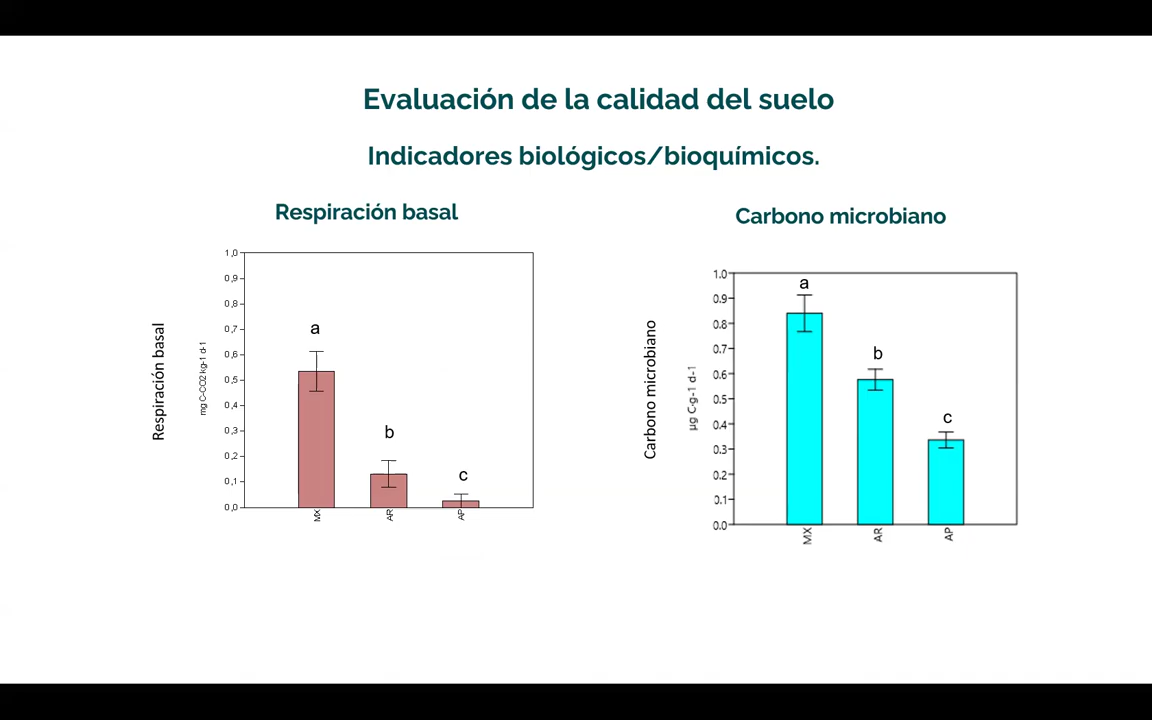 Evaluación de la calidad del suelo
Indicadores biológicos/bioquímicos.
Respiración basal
Respiración basal
mg C-CO2 kg-1 d-1
1,0
0,9
0,8
0,7
0,6
0,5
0,4
0,3
0,2
0,1
0,0
a
b
c
MX
AR
AP
Carbono microbiano
Carbono microbiano
µg C-g-1 d-1
1.0
0.9
0.8
0.7
0.6
0.5
0.4
0.3
0.2
0.1
0.0
a
b
c
MX
AR
AP